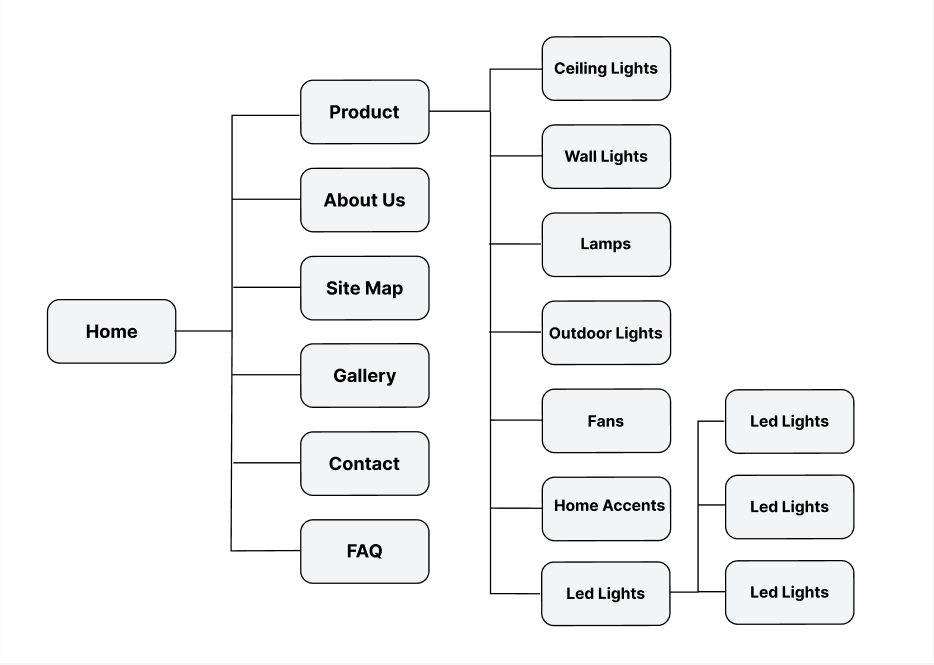 Home
Product
About Us
Site Map
Gallery
Contact
FAQ
Ceiling Lights
Wall Lights
Lamps
Outdoor Lights
Fans
Home Accents
Led Lights
Led Lights
Led Lights
Led Lights